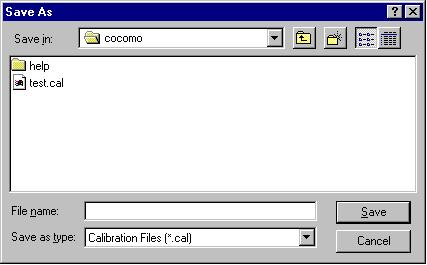 Save As
Save in: cocomo
help
test.cal
File name: Save
Save as type: Calibration Files (*.cal) Cancel